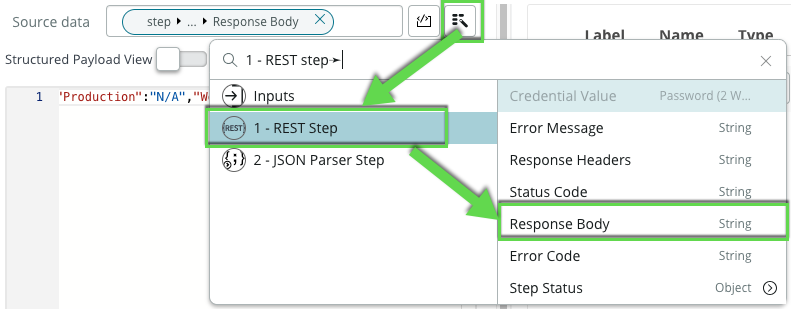 Source data
step ▸ ... ▸ Response Body
Label Name Type
Structured Payload View
1 - REST step➛
1 "Production":"N/A","W
Inputs
REST 1 - REST Step
2 - JSON Parser Step
Credential Value Password (2 W...
Error Message String
Response Headers String
Status Code String
Response Body String
Error Code String
Step Status Object